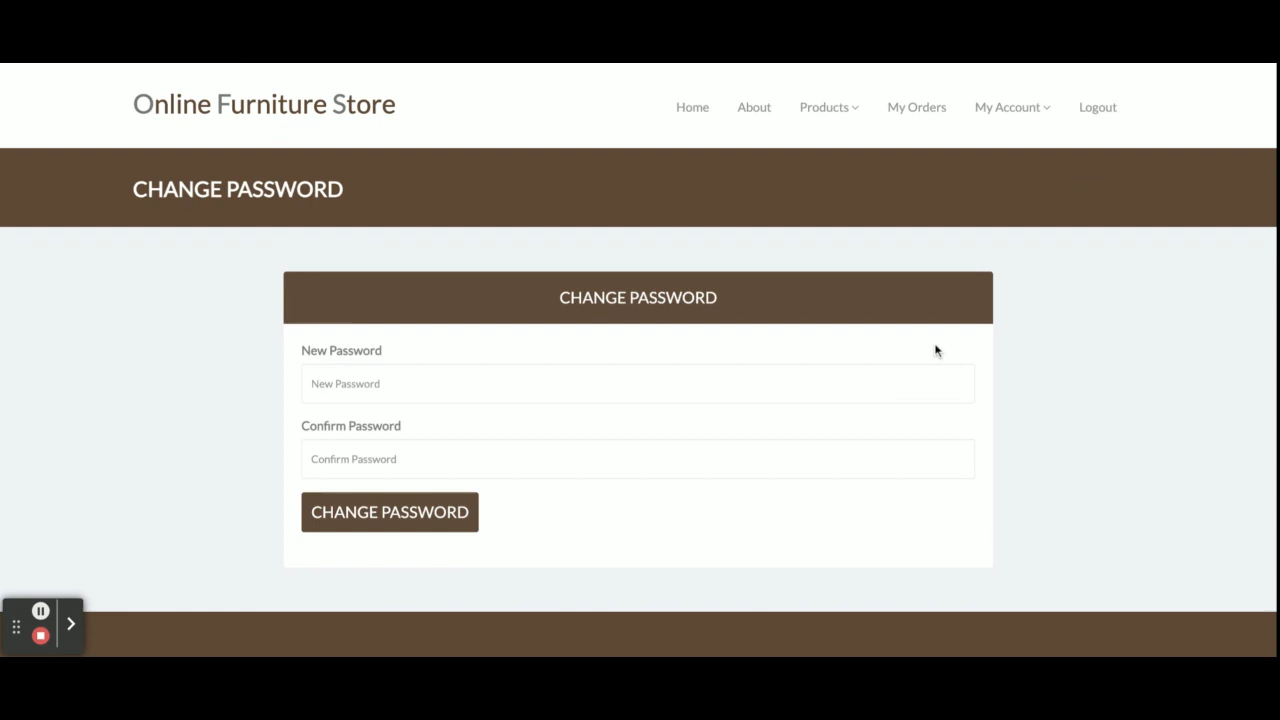 Online Furniture Store
Home About Products My Orders My Account Logout
CHANGE PASSWORD
CHANGE PASSWORD
New Password
New Password
Confirm Password
Confirm Password
CHANGE PASSWORD